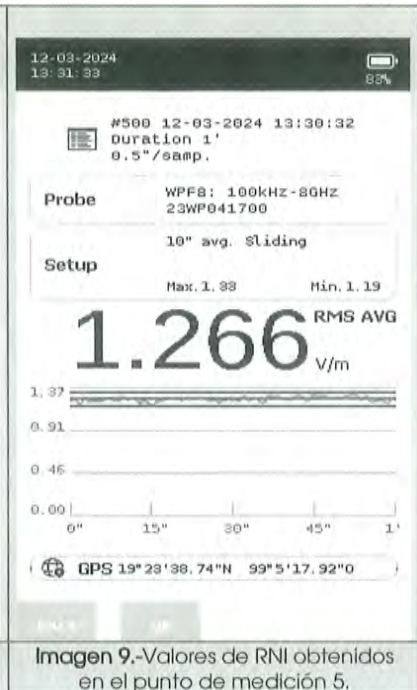 12-03-2024
13:31:33
83%
#500 12-03-2024 13:30:32
Duration 1'
0.5"/samp.
Probe
WPF8: 100kHz-8GHz
23WP041700
Setup
10" avg. Sliding
Max.1.33 Min.1.19
1.266 RMS AVG
V/m
1.37
0.91
0.46
0.00
0" 15" 30" 45" 1'
GPS 19°23'38.74"N 99°5'17.92"O
Imagen 9.-Valores de RNI obtenidos
en el punto de medición 5.